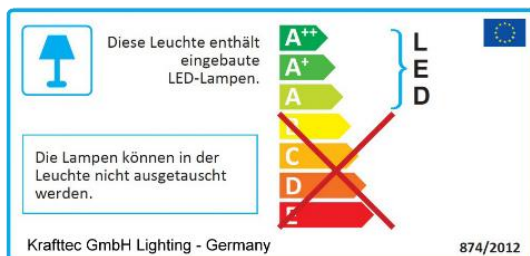 Diese Leuchte enthält
eingebaute
LED-Lampen.
A++
A+
A
B
C
D
E
L
E
D
Die Lampen können in der
Leuchte nicht ausgetauscht
werden.
Krafttec GmbH Lighting - Germany
874/2012